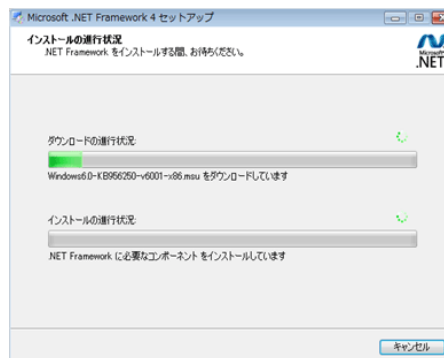 Microsoft .NET Framework 4 セットアップ
インストールの進行状況
.NET Framework をインストールする間、お待ちください。
Microsoft
.NET
ダウンロードの進行状況:
Windows6.0-KB956250-v6001-x86.msu をダウンロードしています
インストールの進行状況:
.NET Framework に必要なコンポーネント をインストールしています
キャンセル